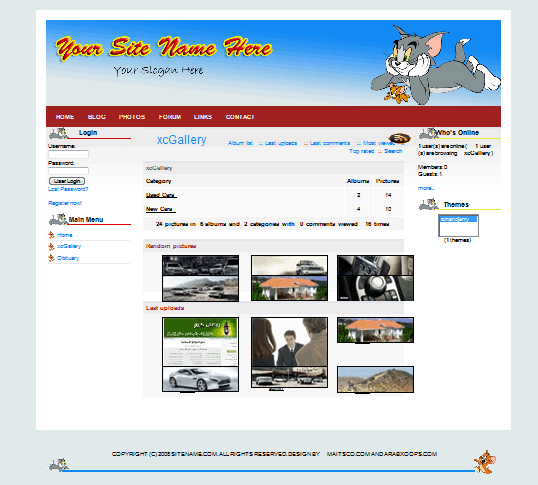 Your Site Name Here
Your Slogan Here
HOME BLOG PHOTOS FORUM LINKS CONTACT
Login
Username:
Password:
User Login
Lost Password?
Register now!
Main Menu
Home
xcGallery
Obituary
xcGallery
Album list :: Last uploads :: Last comments :: Most viewed ::
Top rated :: Search
xcGallery
Category Albums Pictures
Used Cars 2 14
New Cars 4 10
24 pictures in 6 albums and 2 categories with 0 comments viewed 16 times
Random pictures
Last uploads
Who's Online
1 user(s) are online (1 user
(s) are browsing xcGallery)
Members: 0
Guests: 1
more...
Themes
tomandjerry
(1 themes)
COPYRIGHT (C) 2008 SITENAME.COM. ALL RIGHTS RESERVED. DESIGN BY MAITSCO.COM AND ARABXOOPS.COM